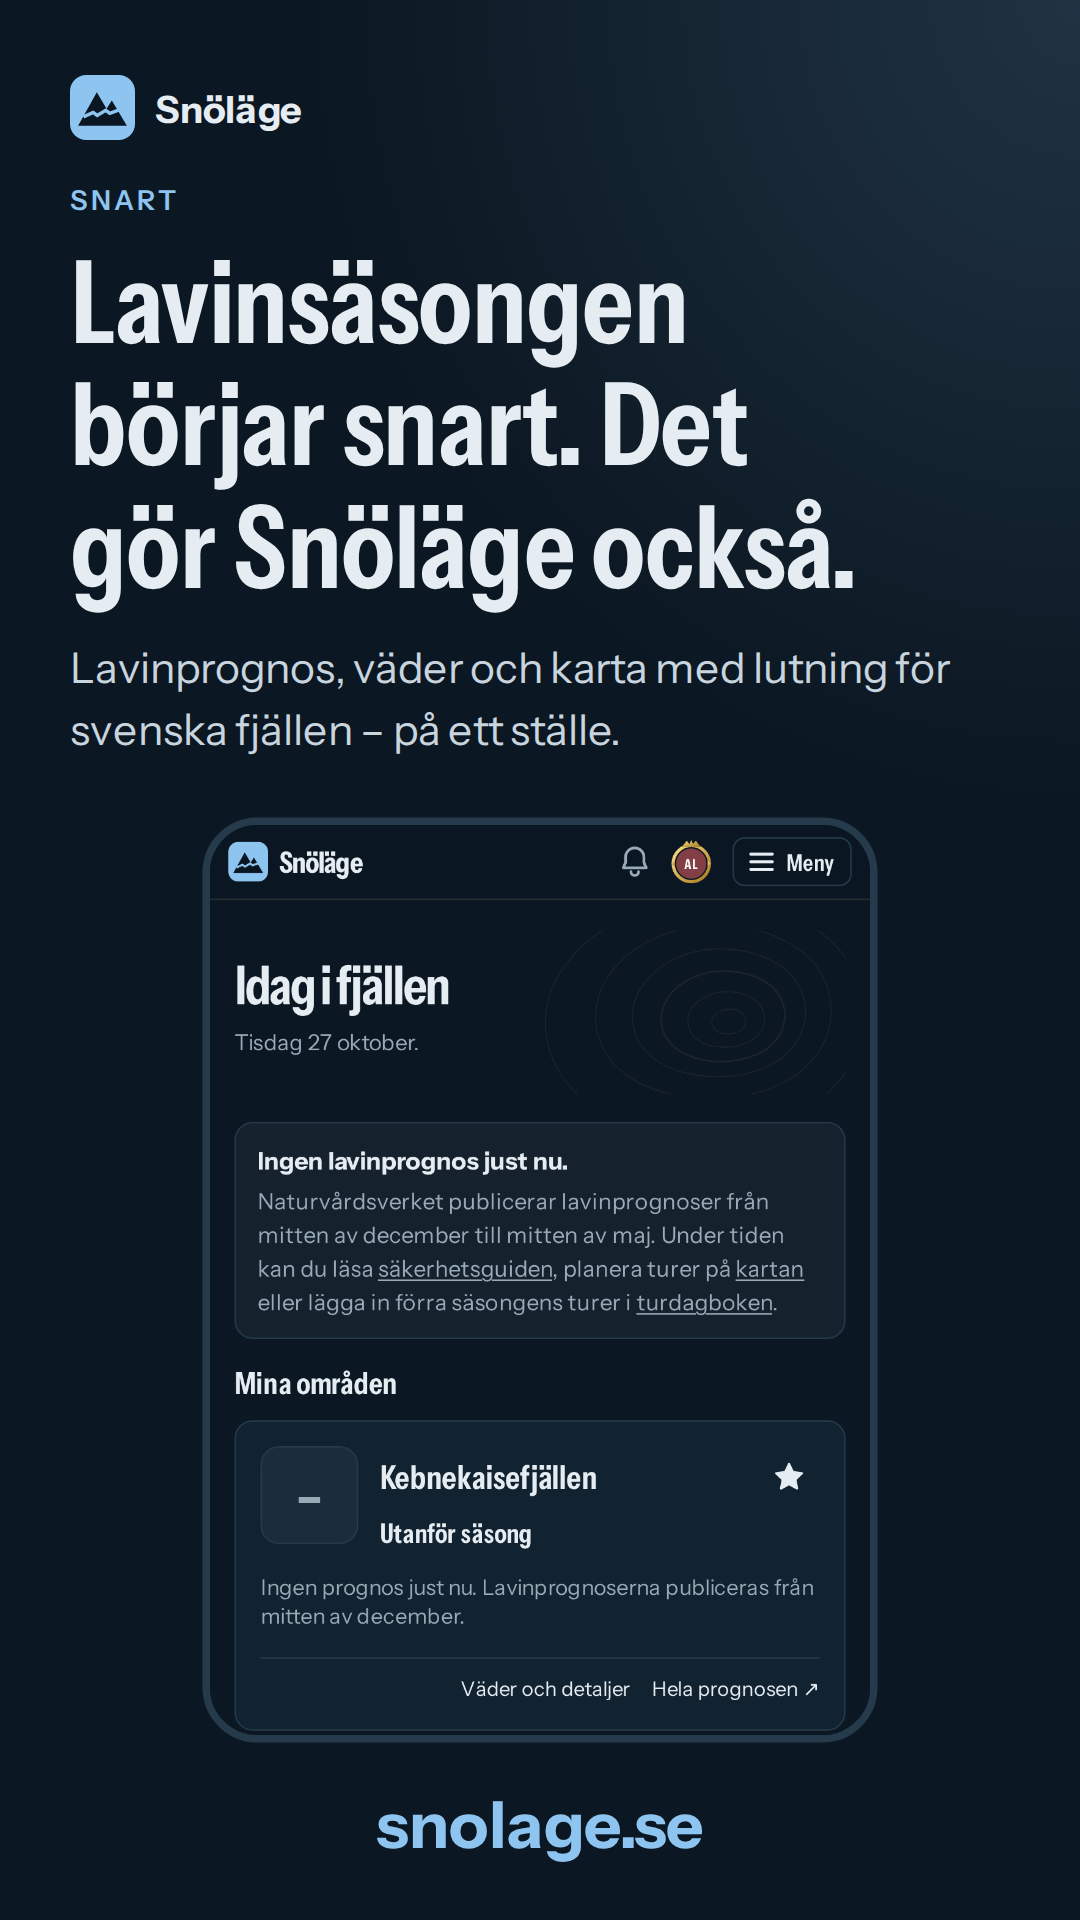 Snöläge
SNART
Lavinsäsongen
börjar snart. Det
gör Snöläge också.
Lavinprognos, väder och karta med lutning för
svenska fjällen – på ett ställe.
Snöläge
AL
Meny
Idag i fjällen
Tisdag 27 oktober.
Ingen lavinprognos just nu.
Naturvårdsverket publicerar lavinprognoser från
mitten av december till mitten av maj. Under tiden
kan du läsa säkerhetsguiden, planera turer på kartan
eller lägga in förra säsongens turer i turdagboken.
Mina områden
–
Kebnekaisefjällen
Utanför säsong
Ingen prognos just nu. Lavinprognoserna publiceras från
mitten av december.
Väder och detaljer Hela prognosen ↗
snolage.se